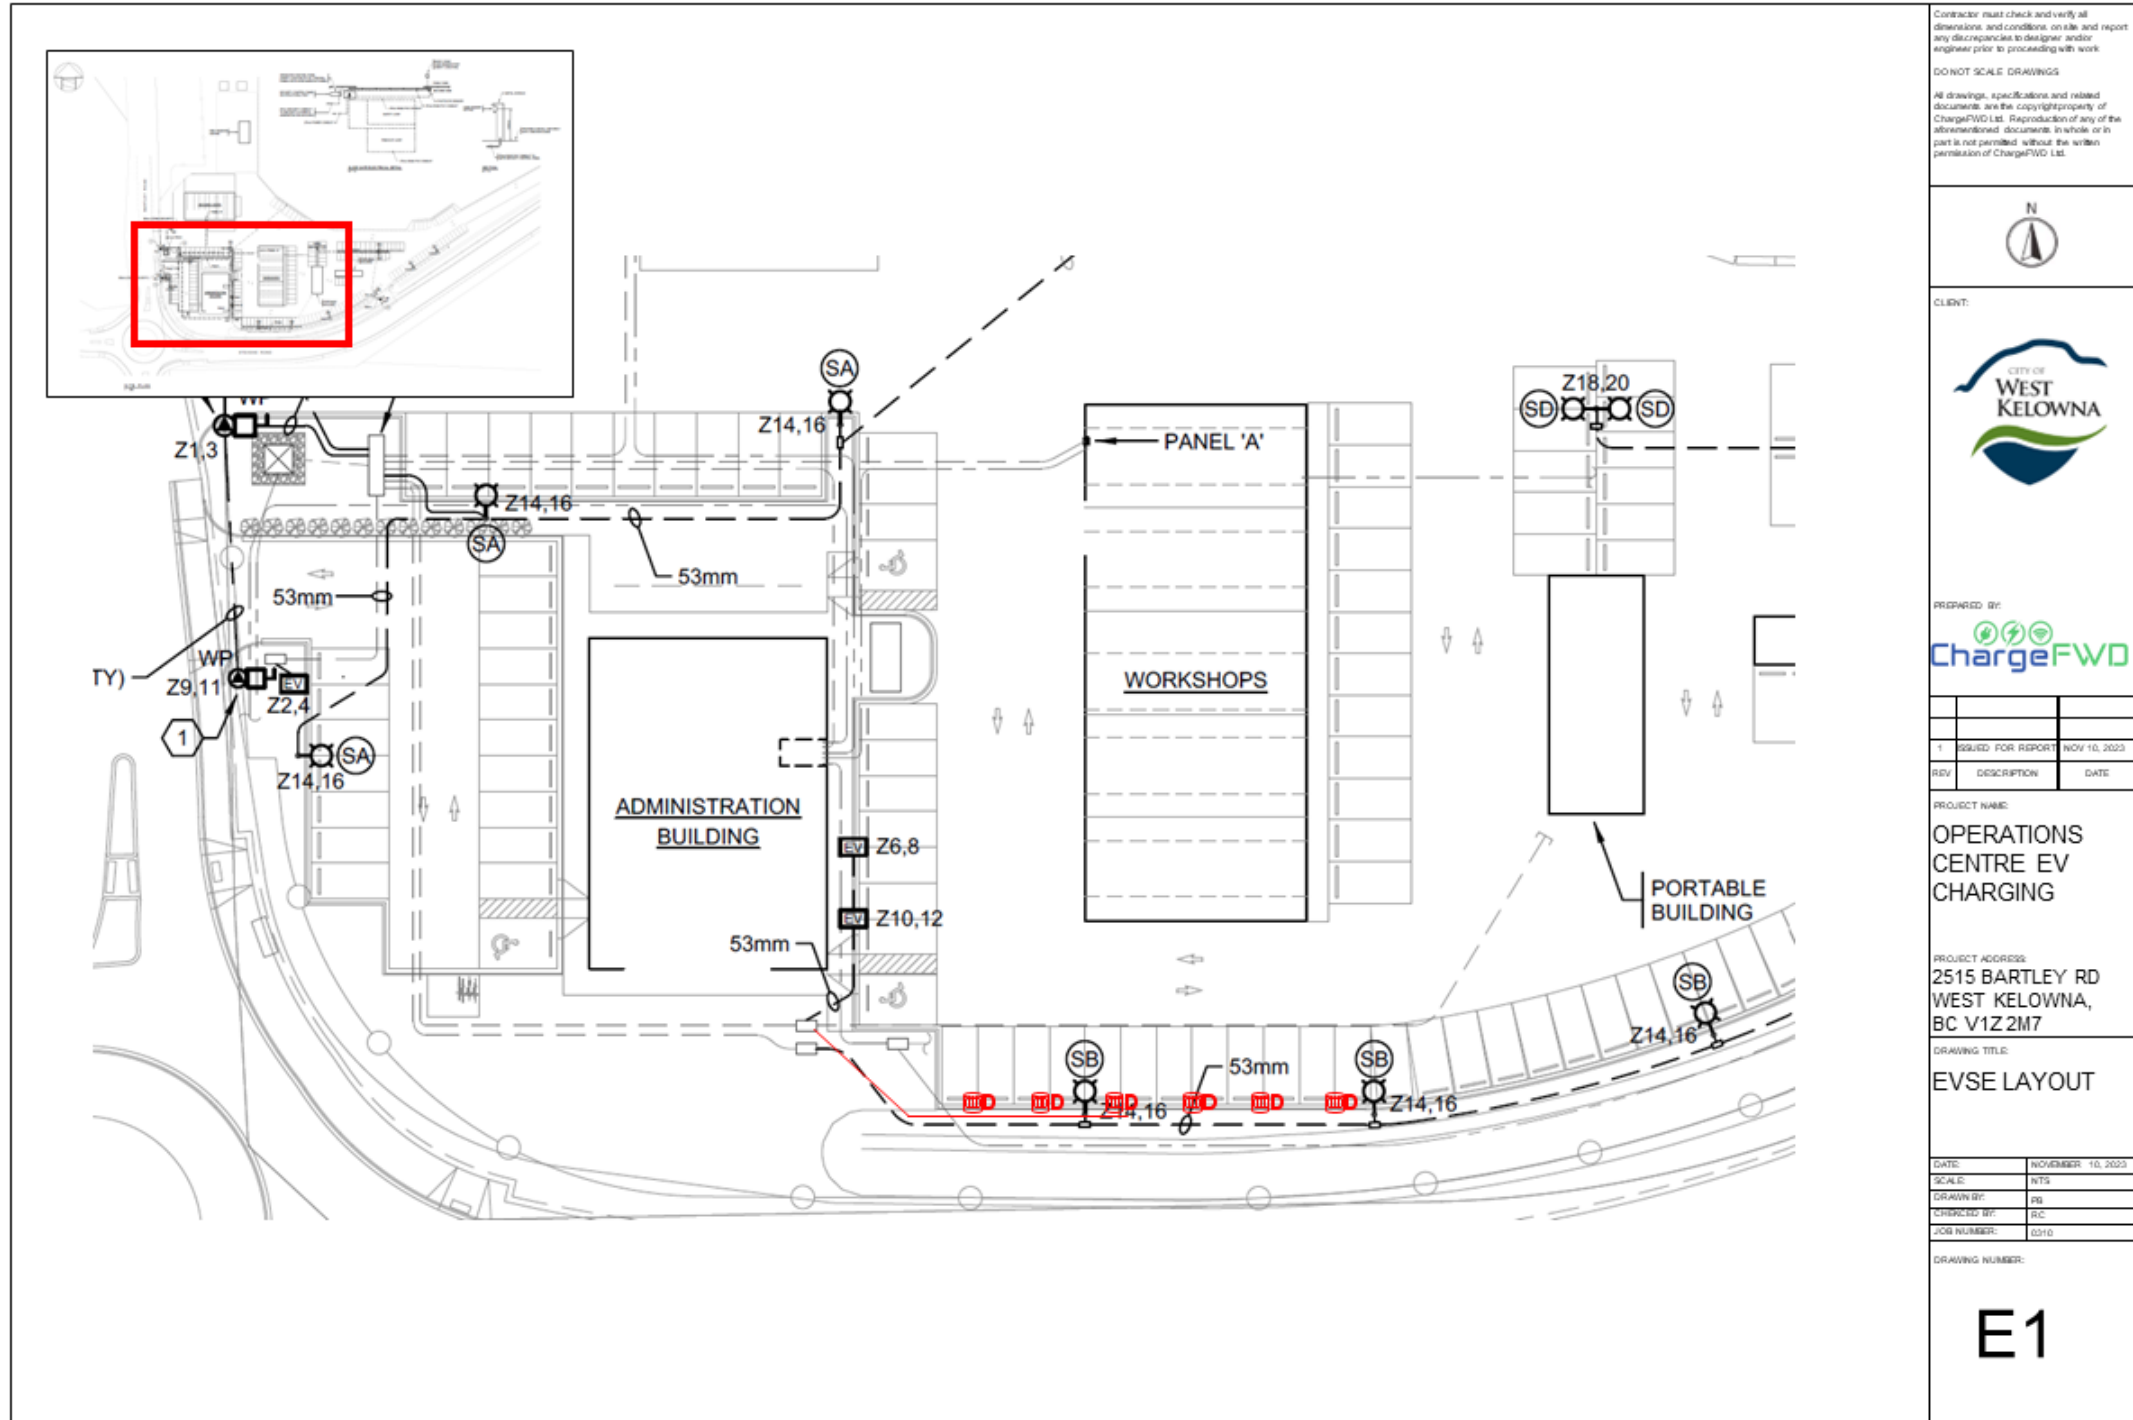 WP
Z1,3
SA
Z14,16
Z14,16
SA
53mm
53mm
TY)
WP
Z9,11
EV
Z2,4
1
SA
Z14,16
ADMINISTRATION
BUILDING
EV
Z6,8
EV
Z10,12
53mm
PANEL 'A'
WORKSHOPS
Z18,20
SD
SD
PORTABLE
BUILDING
SB
Z14,16
SB
53mm
SB
Z14,16
Z14,16
Contractor must check and verify all
dimensions and conditions on site and report
any discrepancies to designer and/or
engineer prior to proceeding with work
DO NOT SCALE DRAWINGS
All drawings, specifications and related
documents are the copyright property of
ChargeFWD Ltd. Reproduction of any of the
aforementioned documents in whole or in
part is not permitted without the written
permission of ChargeFWD Ltd.
N
CLIENT:
CITY OF
WEST
KELOWNA
PREPARED BY:
ChargeFWD
1 ISSUED FOR REPORT NOV 10, 2023
REV DESCRIPTION DATE
PROJECT NAME:
OPERATIONS
CENTRE EV
CHARGING
PROJECT ADDRESS:
2515 BARTLEY RD
WEST KELOWNA,
BC V1Z 2M7
DRAWING TITLE:
EVSE LAYOUT
DATE: NOVEMBER 10, 2023
SCALE: NTS
DRAWN BY: PB
CHEKCED BY: RC
JOB NUMBER: 0310
DRAWING NUMBER:
E1